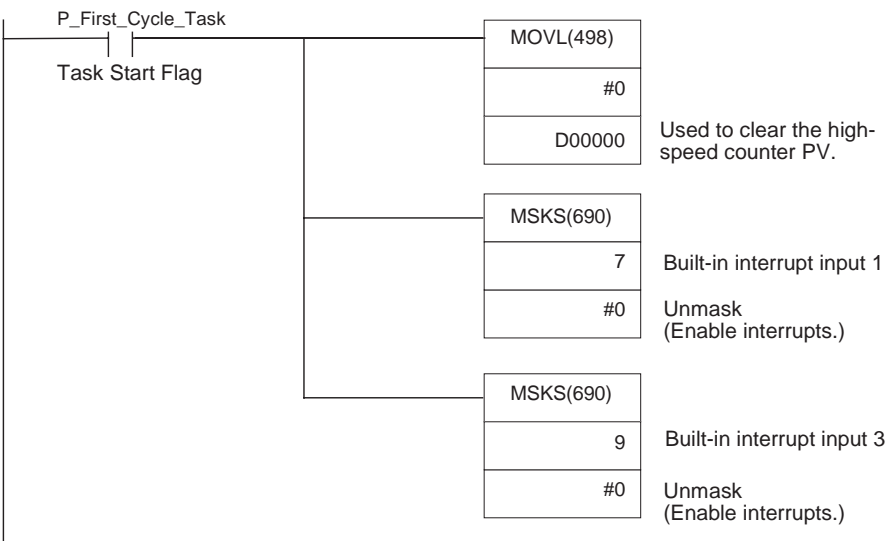 P_First_Cycle_Task
Task Start Flag
MOVL(498)
#0
D00000
Used to clear the high-
speed counter PV.
MSKS(690)
7
Built-in interrupt input 1
#0
Unmask
(Enable interrupts.)
MSKS(690)
9
Built-in interrupt input 3
#0
Unmask
(Enable interrupts.)